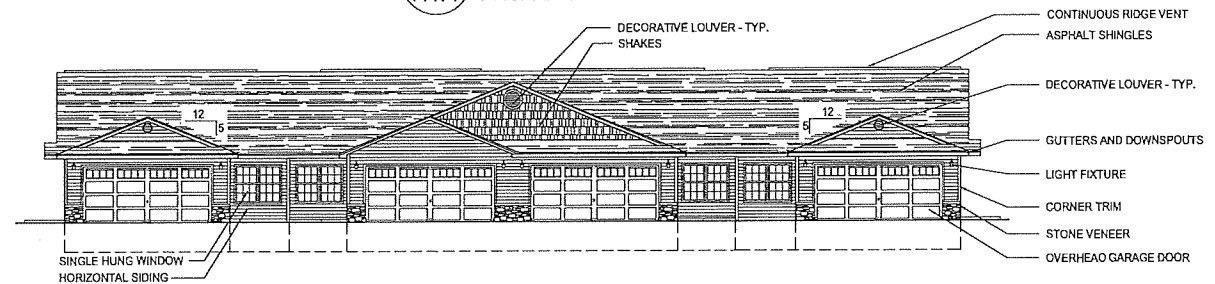 DECORATIVE LOUVER - TYP.
SHAKES
CONTINUOUS RIDGE VENT
ASPHALT SHINGLES
DECORATIVE LOUVER - TYP.
12
5
12
5
GUTTERS AND DOWNSPOUTS
LIGHT FIXTURE
CORNER TRIM
STONE VENEER
OVERHEAD GARAGE DOOR
SINGLE HUNG WINDOW
HORIZONTAL SIDING